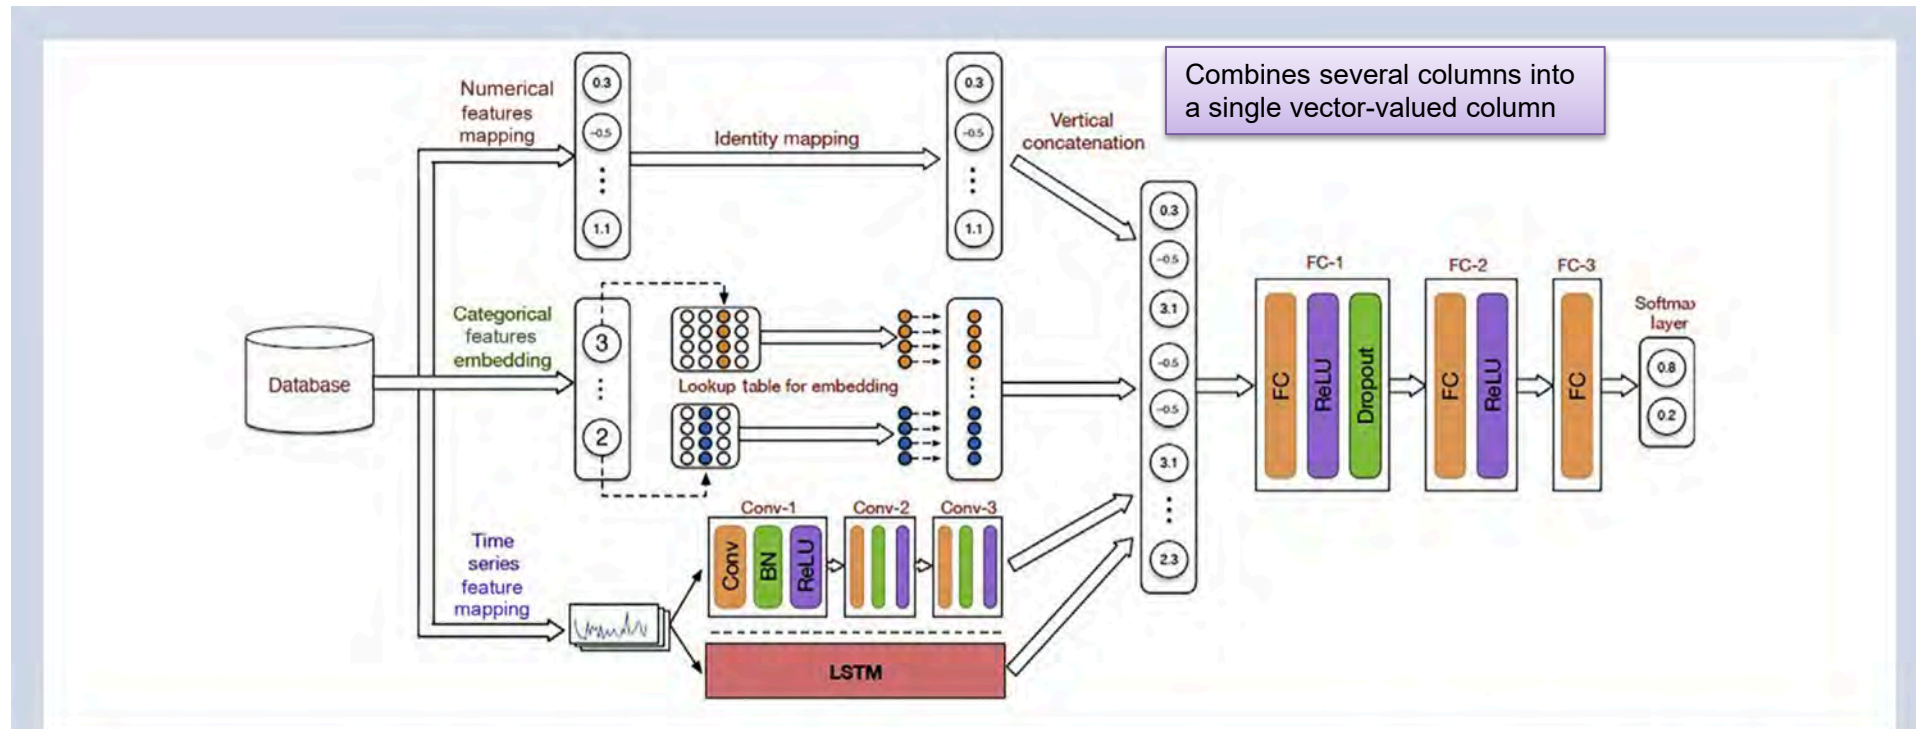 Combines several columns into
a single vector-valued column
Numerical
features
mapping
0.3
−0.5
1.1
Identity mapping
0.3
−0.5
1.1
Vertical
concatenation
Database
Categorical
features
embedding
3
2
Lookup table for embedding
Time
series
feature
mapping
Conv-1
Conv
BN
ReLU
Conv-2
Conv-3
LSTM
0.3
−0.5
3.1
−0.5
−0.5
3.1
2.3
FC-1
FC
ReLU
Dropout
FC-2
FC
ReLU
FC-3
FC
Softmax
layer
0.8
0.2